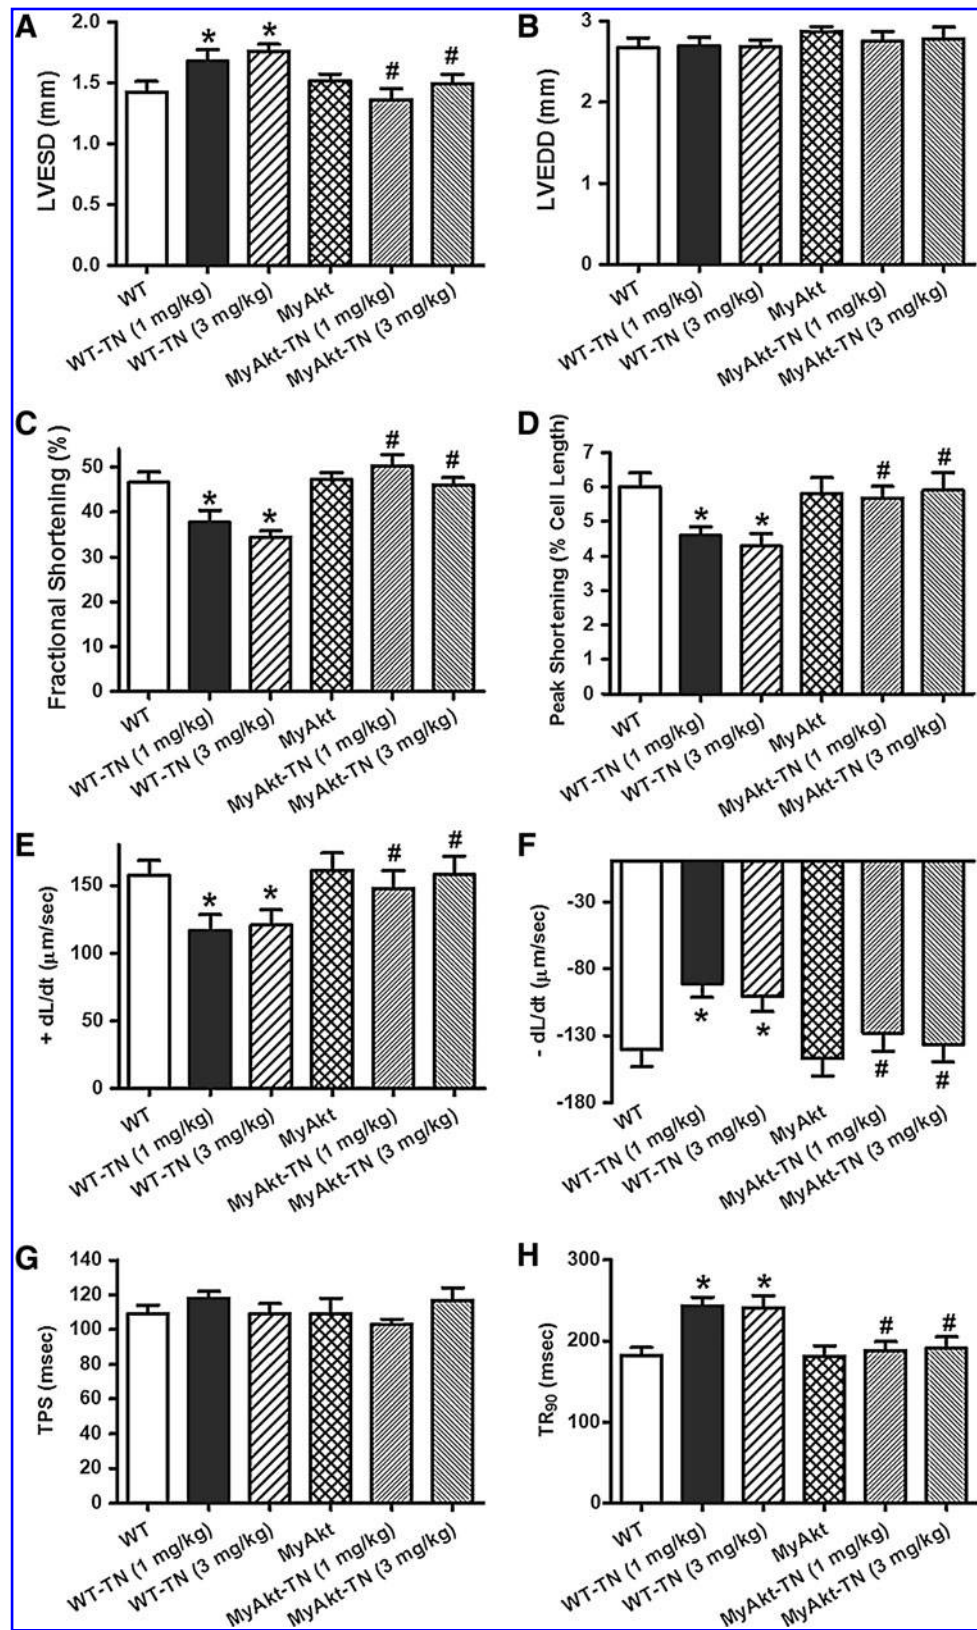 A
LVESD (mm)
2.0
1.5
1.0
0.5
0.0
*
*
#
#
WT
WT-TN (1 mg/kg)
WT-TN (3 mg/kg)
MyAkt
MyAkt-TN (1 mg/kg)
MyAkt-TN (3 mg/kg)
B
LVEDD (mm)
3
2
1
0
WT
WT-TN (1 mg/kg)
WT-TN (3 mg/kg)
MyAkt
MyAkt-TN (1 mg/kg)
MyAkt-TN (3 mg/kg)
C
Fractional Shortening (%)
50
40
30
20
10
0
*
*
#
#
WT
WT-TN (1 mg/kg)
WT-TN (3 mg/kg)
MyAkt
MyAkt-TN (1 mg/kg)
MyAkt-TN (3 mg/kg)
D
Peak Shortening (% Cell Length)
7
6
5
4
3
2
1
0
*
*
#
#
WT
WT-TN (1 mg/kg)
WT-TN (3 mg/kg)
MyAkt
MyAkt-TN (1 mg/kg)
MyAkt-TN (3 mg/kg)
E
+ dL/dt (μm/sec)
150
100
50
0
*
*
#
#
WT
WT-TN (1 mg/kg)
WT-TN (3 mg/kg)
MyAkt
MyAkt-TN (1 mg/kg)
MyAkt-TN (3 mg/kg)
F
- dL/dt (μm/sec)
-30
-80
-130
-180
*
*
#
#
WT
WT-TN (1 mg/kg)
WT-TN (3 mg/kg)
MyAkt
MyAkt-TN (1 mg/kg)
MyAkt-TN (3 mg/kg)
G
TPS (msec)
140
120
100
80
60
40
20
0
WT
WT-TN (1 mg/kg)
WT-TN (3 mg/kg)
MyAkt
MyAkt-TN (1 mg/kg)
MyAkt-TN (3 mg/kg)
H
TR90 (msec)
300
200
100
0
*
*
#
#
WT
WT-TN (1 mg/kg)
WT-TN (3 mg/kg)
MyAkt
MyAkt-TN (1 mg/kg)
MyAkt-TN (3 mg/kg)